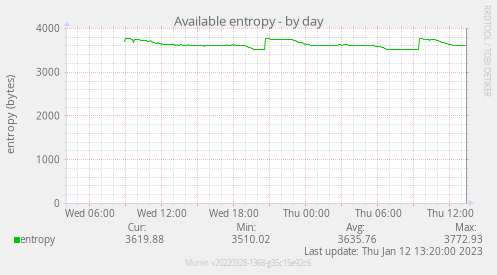 Available entropy - by day
RRDTOOL / TOBI OETIKER
entropy (bytes)
4000
3000
2000
1000
0
Wed 06:00 Wed 12:00 Wed 18:00 Thu 00:00 Thu 06:00 Thu 12:00
Cur: Min: Avg: Max:
entropy 3619.88 3510.02 3635.76 3772.93
Last update: Thu Jan 12 13:20:00 2023
Munin v20220328-1368-g35c15e92c6